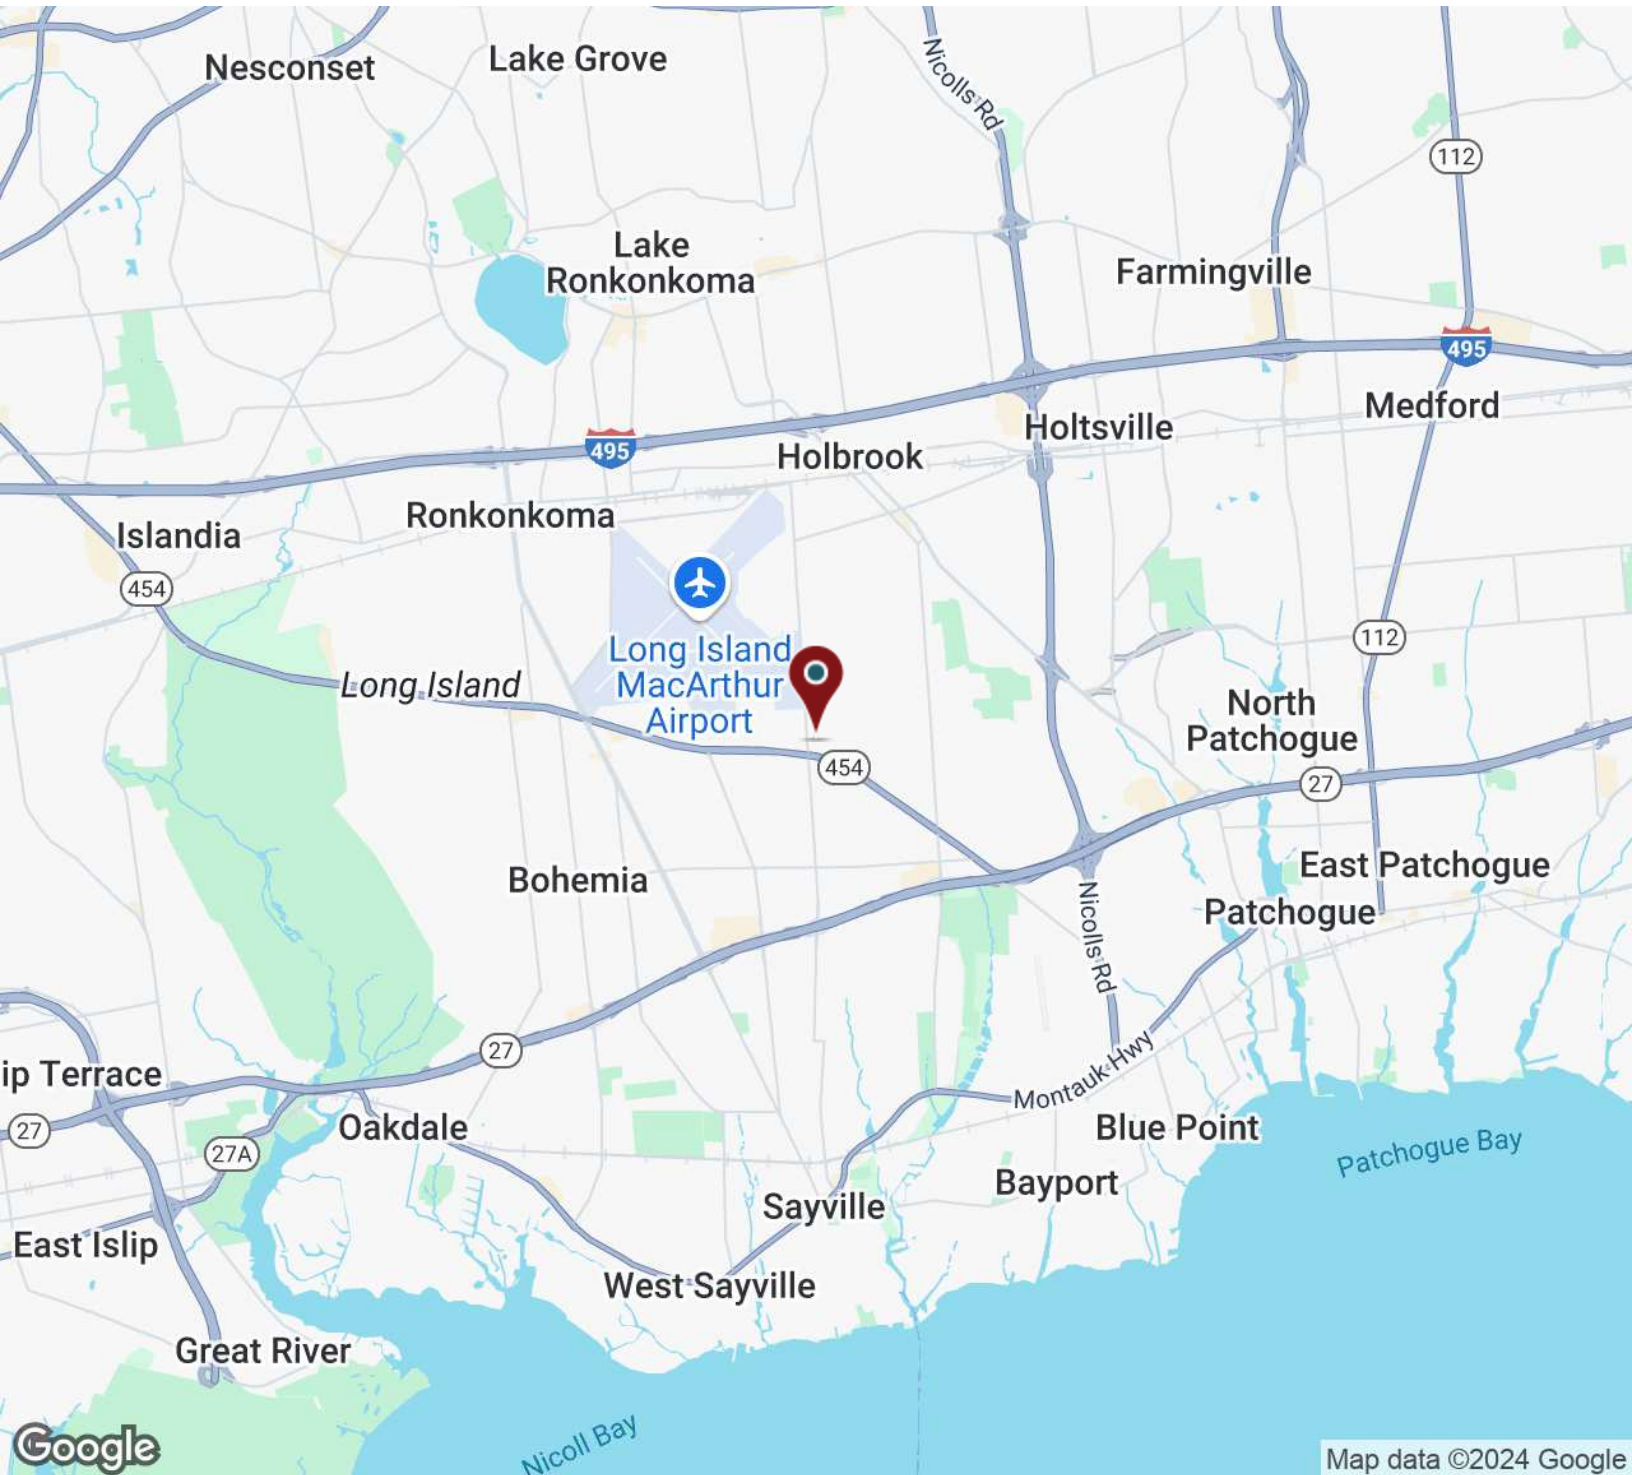 Nesconset
Lake Grove
Nicolls Rd
112
Lake
Ronkonkoma
Farmingville
495
Medford
Holtsville
495
Holbrook
Ronkonkoma
Islandia
454
Long Island
MacArthur
Airport
112
Long Island
North
Patchogue
454
27
Bohemia
East Patchogue
Patchogue
Nicolls Rd
27
ip Terrace
27
Oakdale
27A
Montauk Hwy
Blue Point
Patchogue Bay
Bayport
Sayville
East Islip
West Sayville
Great River
Nicoll Bay
Google
Map data ©2024 Google